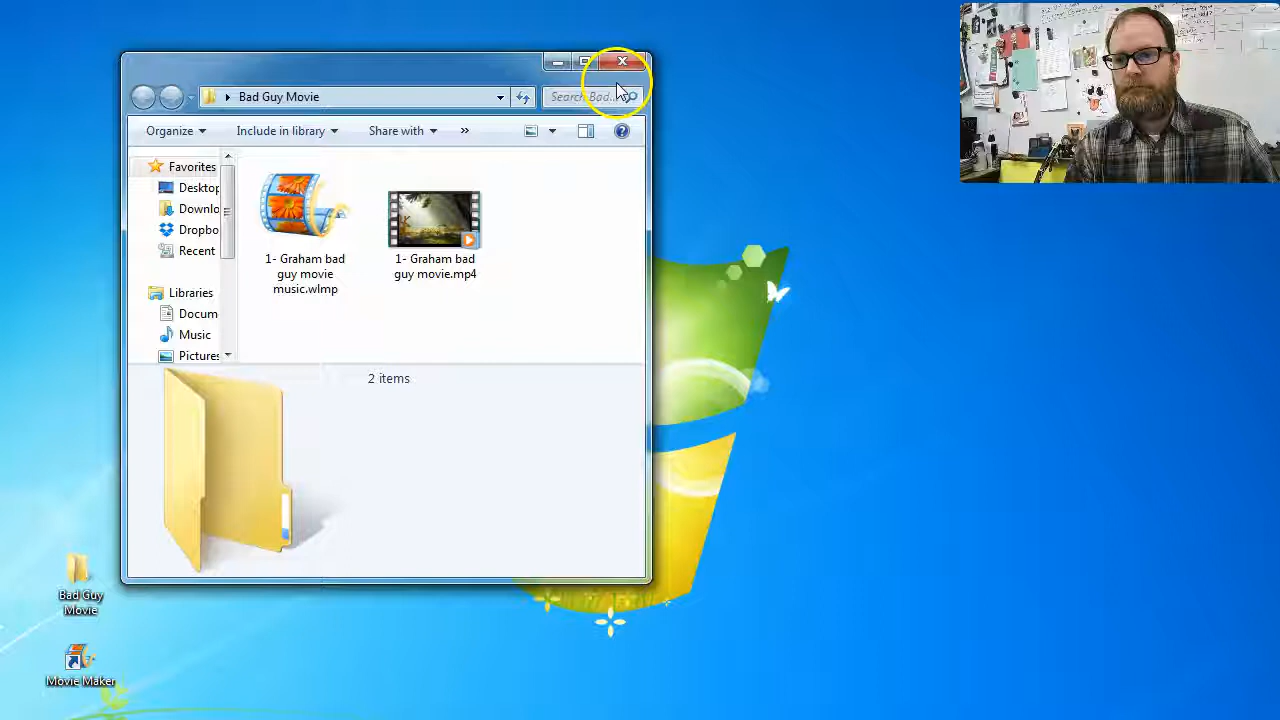 Bad Guy Movie
Search Bad...
Organize
Include in library
Share with
»
Favorites
Desktop
Downlo
Dropbo
Recent
Libraries
Docum
Music
Pictures
1- Graham bad
guy movie
music.wlmp
1- Graham bad
guy movie.mp4
2 items
Bad Guy
Movie
Movie Maker